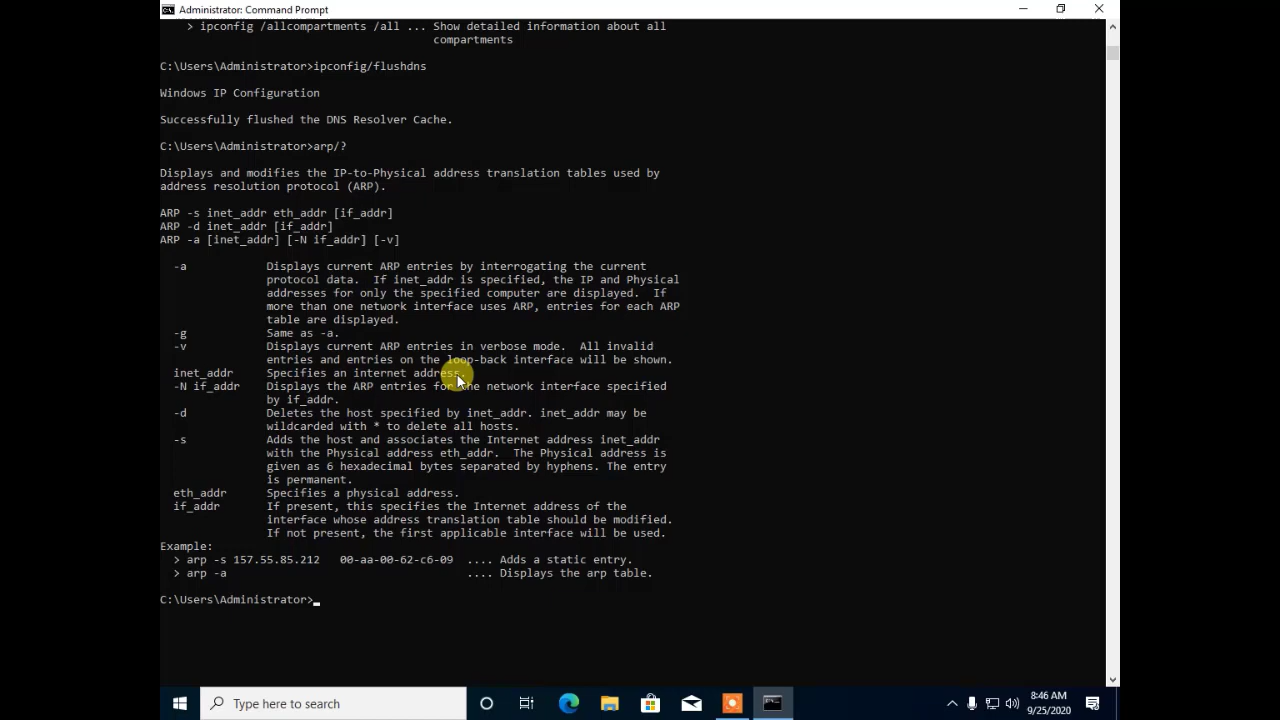 Administrator: Command Prompt
> ipconfig /allcompartments /all ... Show detailed information about all
compartments
C:\Users\Administrator>ipconfig/flushdns
Windows IP Configuration
Successfully flushed the DNS Resolver Cache.
C:\Users\Administrator>arp/?
Displays and modifies the IP-to-Physical address translation tables used by
address resolution protocol (ARP).
ARP -s inet_addr eth_addr [if_addr]
ARP -d inet_addr [if_addr]
ARP -a [inet_addr] [-N if_addr] [-v]
-a Displays current ARP entries by interrogating the current
protocol data. If inet_addr is specified, the IP and Physical
addresses for only the specified computer are displayed. If
more than one network interface uses ARP, entries for each ARP
table are displayed.
-g Same as -a.
-v Displays current ARP entries in verbose mode. All invalid
entries and entries on the loop-back interface will be shown.
inet_addr Specifies an internet address.
-N if_addr Displays the ARP entries for the network interface specified
by if_addr.
-d Deletes the host specified by inet_addr. inet_addr may be
wildcarded with * to delete all hosts.
-s Adds the host and associates the Internet address inet_addr
with the Physical address eth_addr. The Physical address is
given as 6 hexadecimal bytes separated by hyphens. The entry
is permanent.
eth_addr Specifies a physical address.
if_addr If present, this specifies the Internet address of the
interface whose address translation table should be modified.
If not present, the first applicable interface will be used.
Example:
> arp -s 157.55.85.212 00-aa-00-62-c6-09 .... Adds a static entry.
> arp -a .... Displays the arp table.
C:\Users\Administrator>
Type here to search
8:46 AM
9/25/2020